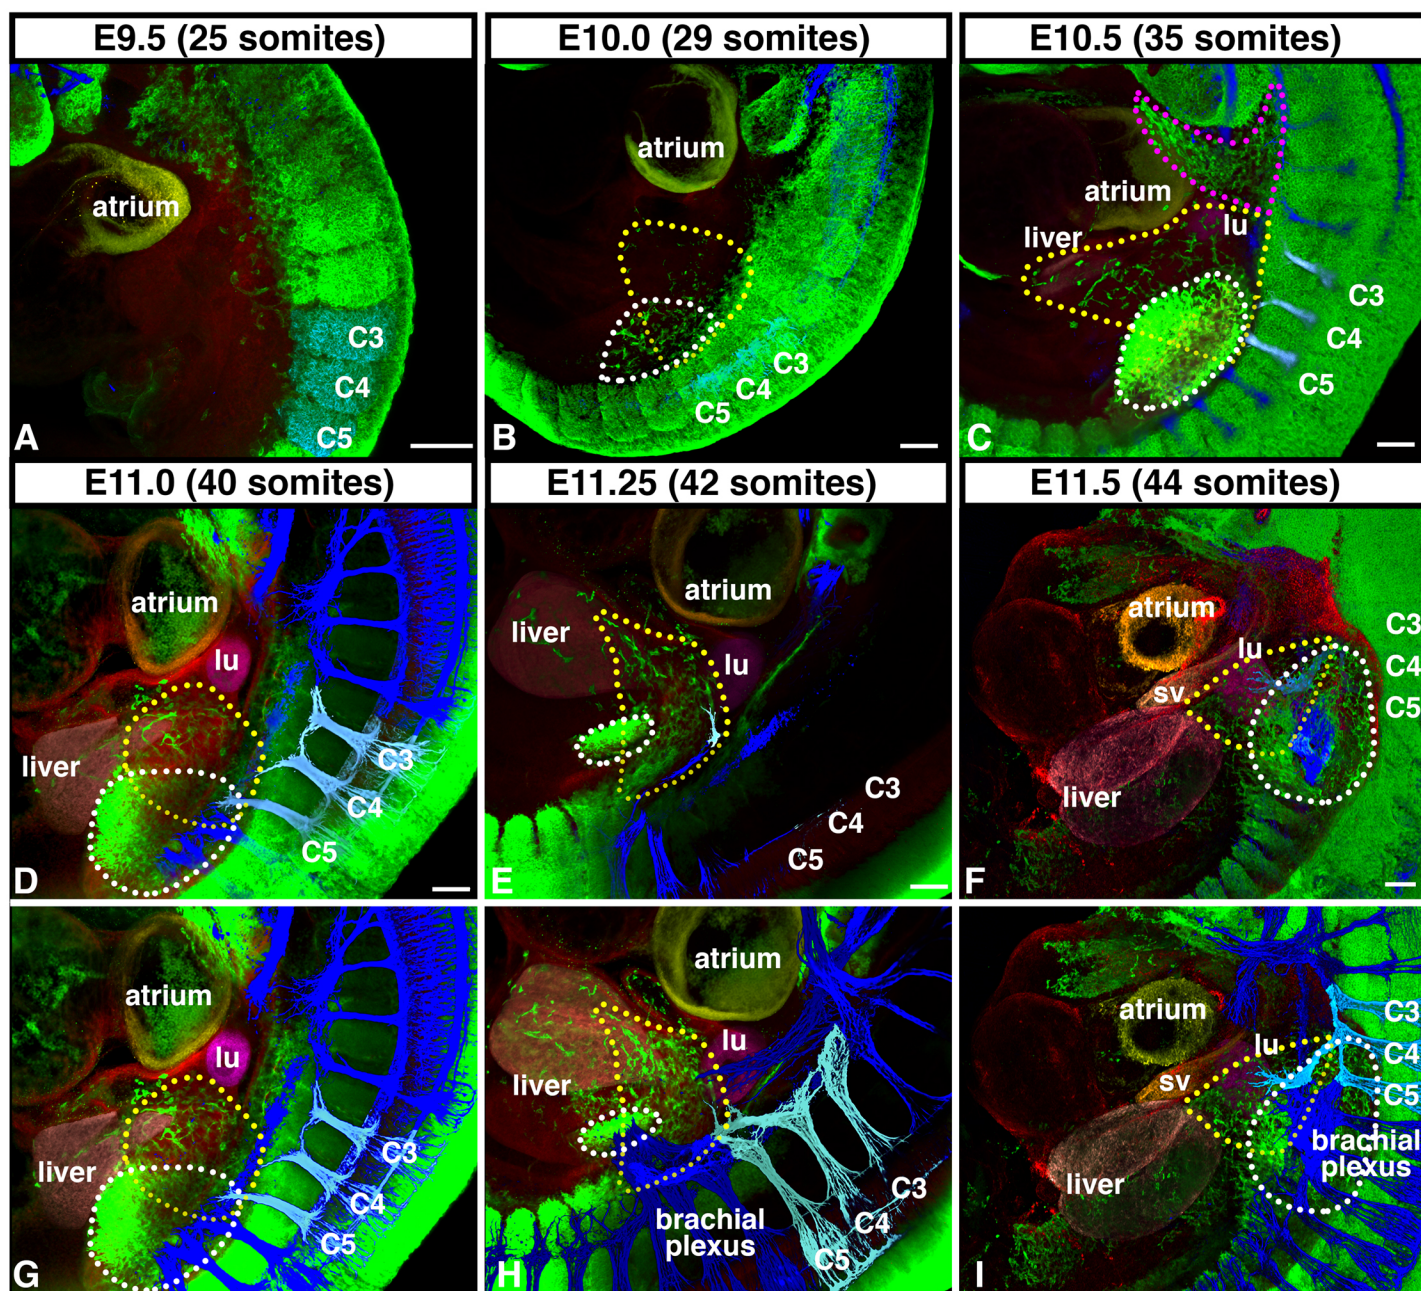 E9.5 (25 somites)
atrium
C3
C4
C5
A
E10.0 (29 somites)
atrium
C3
C4
C5
B
E10.5 (35 somites)
atrium
lu
liver
C3
C4
C5
C
E11.0 (40 somites)
atrium
lu
liver
C3
C4
C5
D
E11.25 (42 somites)
atrium
liver
lu
C3
C4
C5
E
E11.5 (44 somites)
atrium
C3
lu
C4
sv
C5
liver
F
atrium
lu
liver
C3
C4
C5
G
atrium
lu
liver
C3
brachial
C4
plexus
C5
H
atrium
C3
lu
C4
sv
C5
brachial
plexus
liver
I